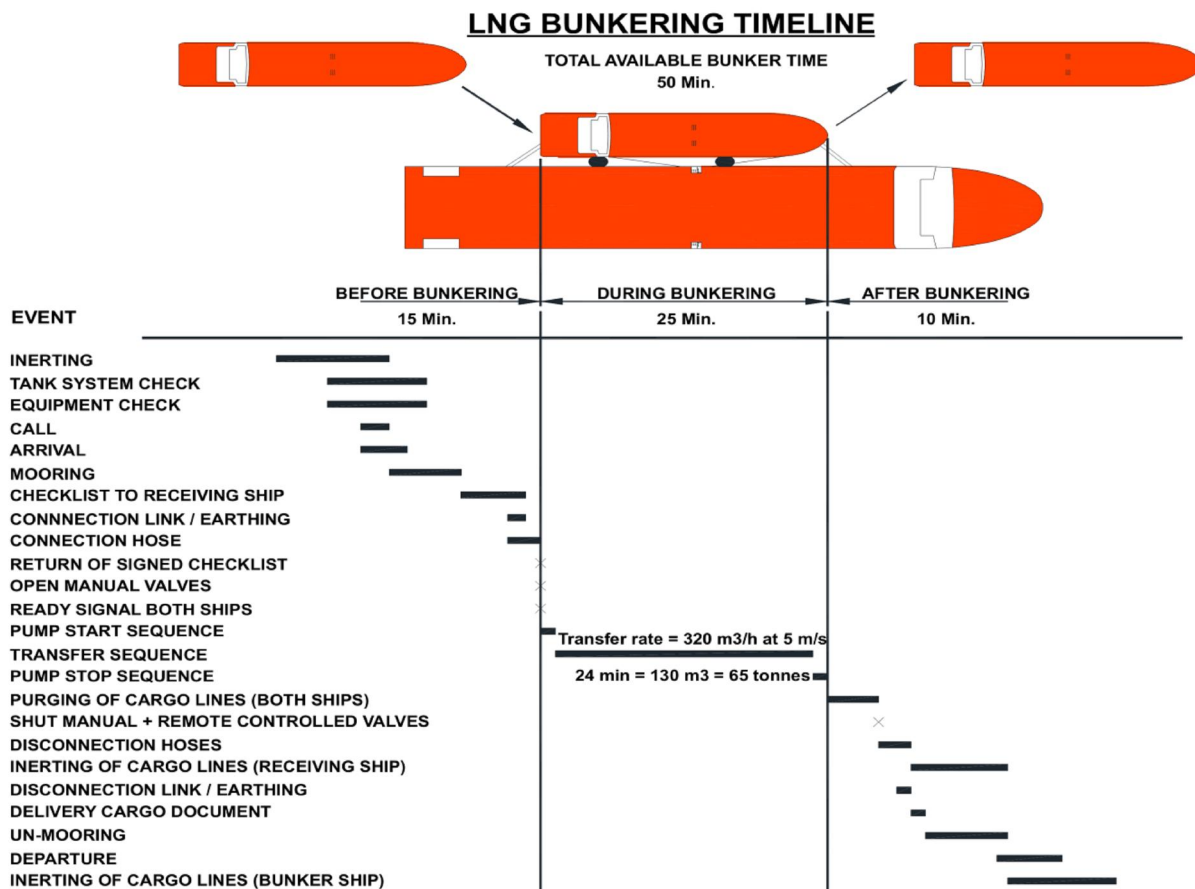 LNG BUNKERING TIMELINE
TOTAL AVAILABLE BUNKER TIME
50 Min.
BEFORE BUNKERING DURING BUNKERING AFTER BUNKERING
EVENT 15 Min. 25 Min. 10 Min.
INERTING
TANK SYSTEM CHECK
EQUIPMENT CHECK
CALL
ARRIVAL
MOORING
CHECKLIST TO RECEIVING SHIP
CONNNECTION LINK / EARTHING
CONNECTION HOSE
RETURN OF SIGNED CHECKLIST
OPEN MANUAL VALVES
READY SIGNAL BOTH SHIPS
PUMP START SEQUENCE
Transfer rate = 320 m3/h at 5 m/s
TRANSFER SEQUENCE
PUMP STOP SEQUENCE 24 min = 130 m3 = 65 tonnes
PURGING OF CARGO LINES (BOTH SHIPS)
SHUT MANUAL + REMOTE CONTROLLED VALVES
DISCONNECTION HOSES
INERTING OF CARGO LINES (RECEIVING SHIP)
DISCONNECTION LINK / EARTHING
DELIVERY CARGO DOCUMENT
UN-MOORING
DEPARTURE
INERTING OF CARGO LINES (BUNKER SHIP)